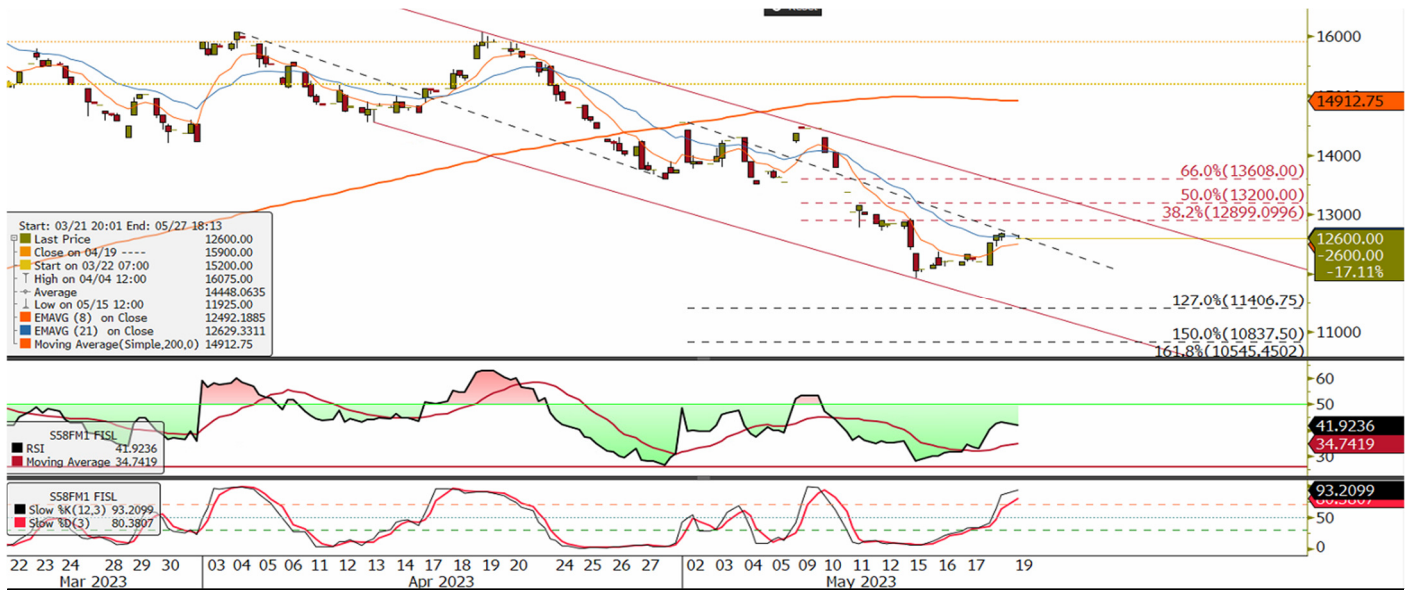 16000
14912.75
14000
66.0%(13608.00)
50.0%(13200.00)
13000
38.2%(12899.0996)
12600.00
-2600.00
-17.11%
127.0%(11406.75)
11000
150.0%(10837.50)
161.8%(10545.4502)
Start: 03/21 20:01 End: 05/27 18:13
Last Price 12600.00
Close on 04/19 ---- 15900.00
Start on 03/22 07:00 15200.00
High on 04/04 12:00 16075.00
Average 14448.0635
Low on 05/15 12:00 11925.00
EMAVG (8) on Close 12492.1885
EMAVG (21) on Close 12629.3311
Moving Average(Simple,200,0) 14912.75
60
50
41.9236
34.7419
30
S58FM1 FISL
RSI 41.9236
Moving Average 34.7419
93.2099
80.3807
50
0
S58FM1 FISL
Slow %K(12,3) 93.2099
Slow %D(3) 80.3807
22 23 24 28 29 30 03 04 05 06 11 12 13 14 17 18 19 20 24 25 26 27 02 03 04 05 09 10 11 12 15 16 17 19
Mar 2023 Apr 2023 May 2023